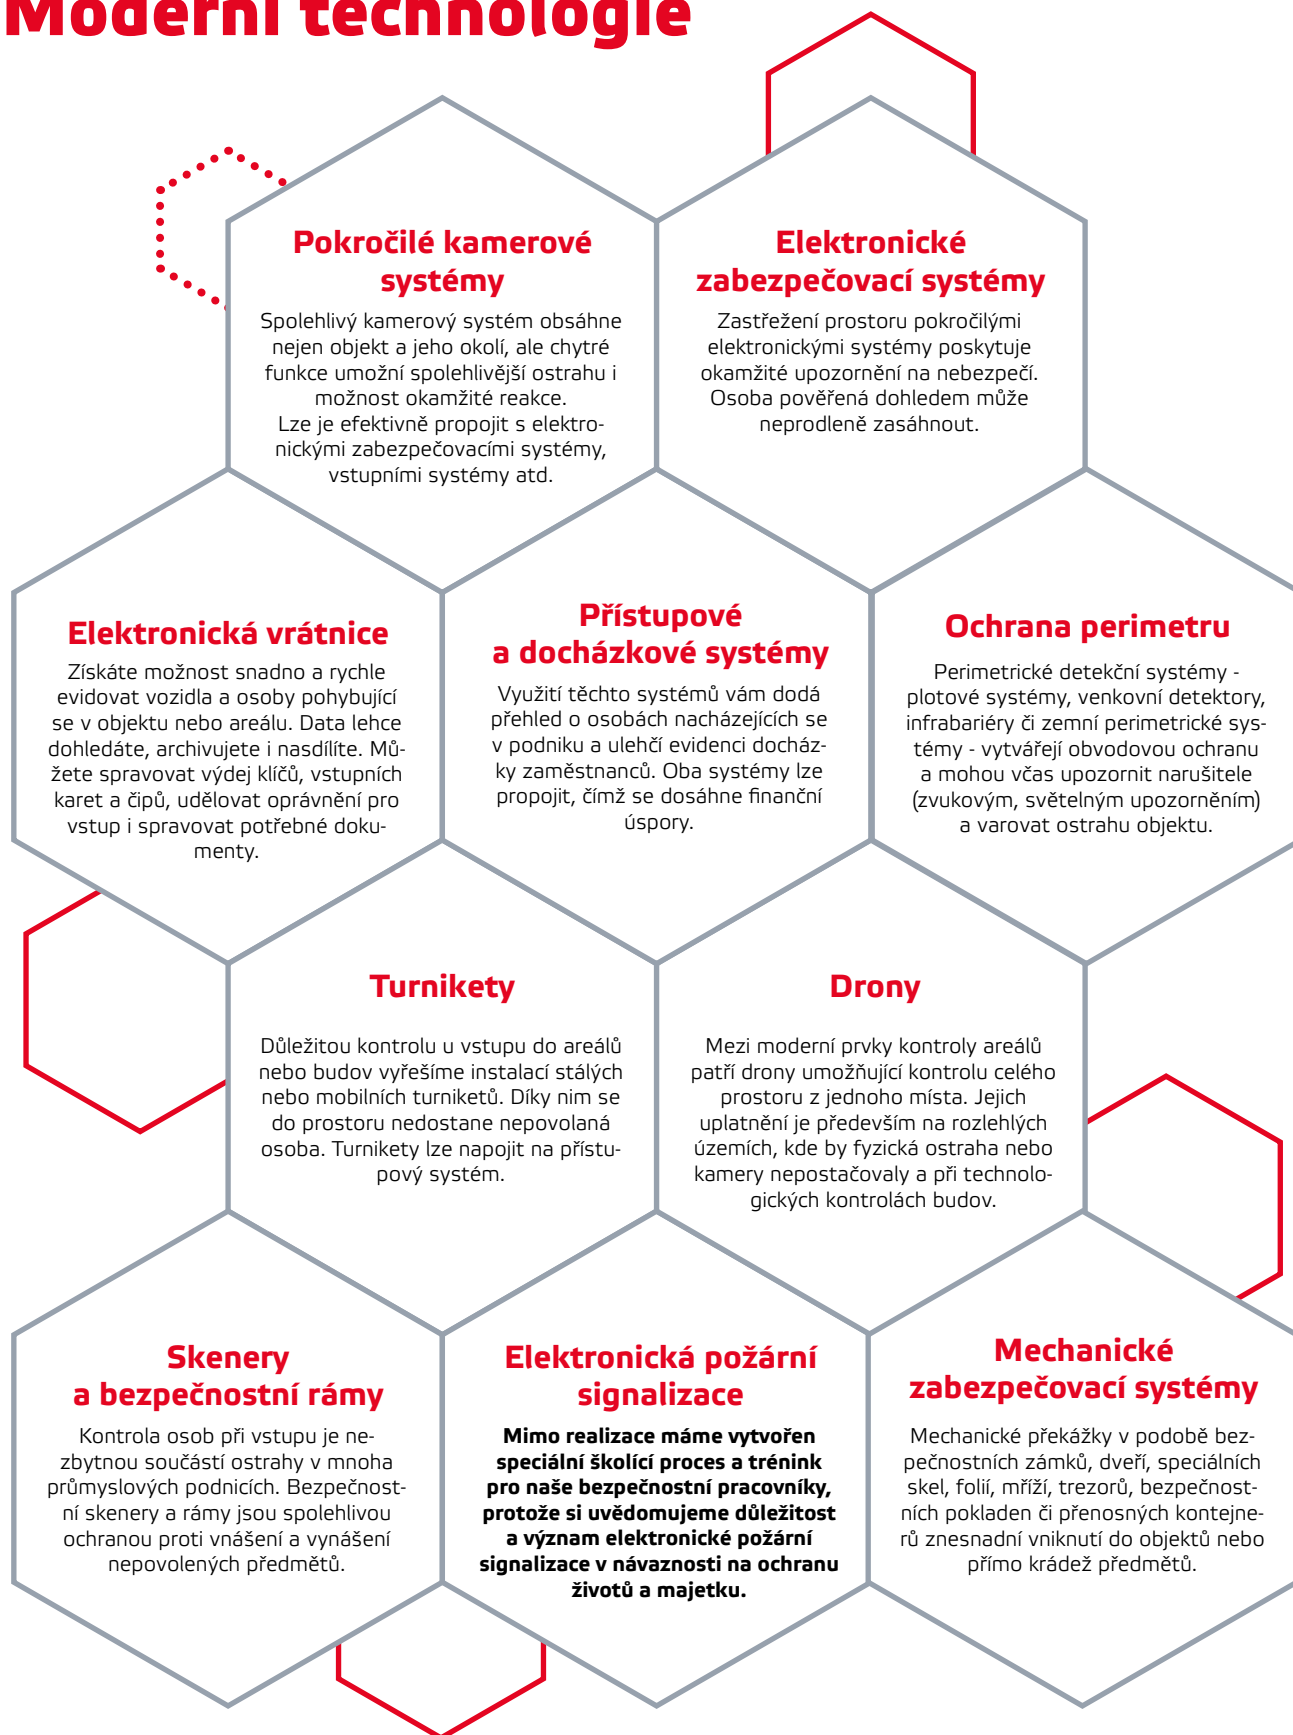 Moderní technologie
Pokročilé kamerové
systémy
Spolehlivý kamerový systém obsáhne
nejen objekt a jeho okolí, ale chytré
funkce umožní spolehlivější ostrahu i
možnost okamžité reakce.
Lze je efektivně propojit s elektro-
nickými zabezpečovacími systémy,
vstupními systémy atd.
Elektronické
zabezpečovací systémy
Zastřežení prostoru pokročilými
elektronickými systémy poskytuje
okamžité upozornění na nebezpečí.
Osoba pověřená dohledem může
neprodleně zasáhnout.
Elektronická vrátnice
Získáte možnost snadno a rychle
evidovat vozidla a osoby pohybující
se v objektu nebo areálu. Data lehce
dohledáte, archivujete i nasdílíte. Mů-
žete spravovat výdej klíčů, vstupních
karet a čipů, udělovat oprávnění pro
vstup i spravovat potřebné doku-
menty.
Přístupové
a docházkové systémy
Využití těchto systémů vám dodá
přehled o osobách nacházejících se
v podniku a ulehčí evidenci docház-
ky zaměstnanců. Oba systémy lze
propojit, čímž se dosáhne finanční
úspory.
Ochrana perimetru
Perimetrické detekční systémy -
plotové systémy, venkovní detektory,
infrabariéry či zemní perimetrické sys-
témy - vytvářejí obvodovou ochranu
a mohou včas upozornit narušitele
(zvukovým, světelným upozorněním)
a varovat ostrahu objektu.
Turnikety
Důležitou kontrolu u vstupu do areálů
nebo budov vyřešíme instalací stálých
nebo mobilních turniketů. Díky nim se
do prostoru nedostane nepovolaná
osoba. Turnikety lze napojit na přístu-
pový systém.
Drony
Mezi moderní prvky kontroly areálů
patří drony umožňující kontrolu celého
prostoru z jednoho místa. Jejich
uplatnění je především na rozlehlých
územích, kde by fyzická ostraha nebo
kamery nepostačovaly a při technolo-
gických kontrolách budov.
Skenery
a bezpečnostní rámy
Kontrola osob při vstupu je ne-
zbytnou součástí ostrahy v mnoha
průmyslových podnicích. Bezpečnost-
ní skenery a rámy jsou spolehlivou
ochranou proti vnášení a vynášení
nepovolených předmětů.
Elektronická požární
signalizace
Mimo realizace máme vytvořen
speciální školící proces a trénink
pro naše bezpečnostní pracovníky,
protože si uvědomujeme důležitost
a význam elektronické požární
signalizace v návaznosti na ochranu
životů a majetku.
Mechanické
zabezpečovací systémy
Mechanické překážky v podobě bez-
pečnostních zámků, dveří, speciálních
skel, folií, mříží, trezorů, bezpečnost-
ních pokladen či přenosných kontejne-
rů znesnadní vniknutí do objektů nebo
přímo krádež předmětů.